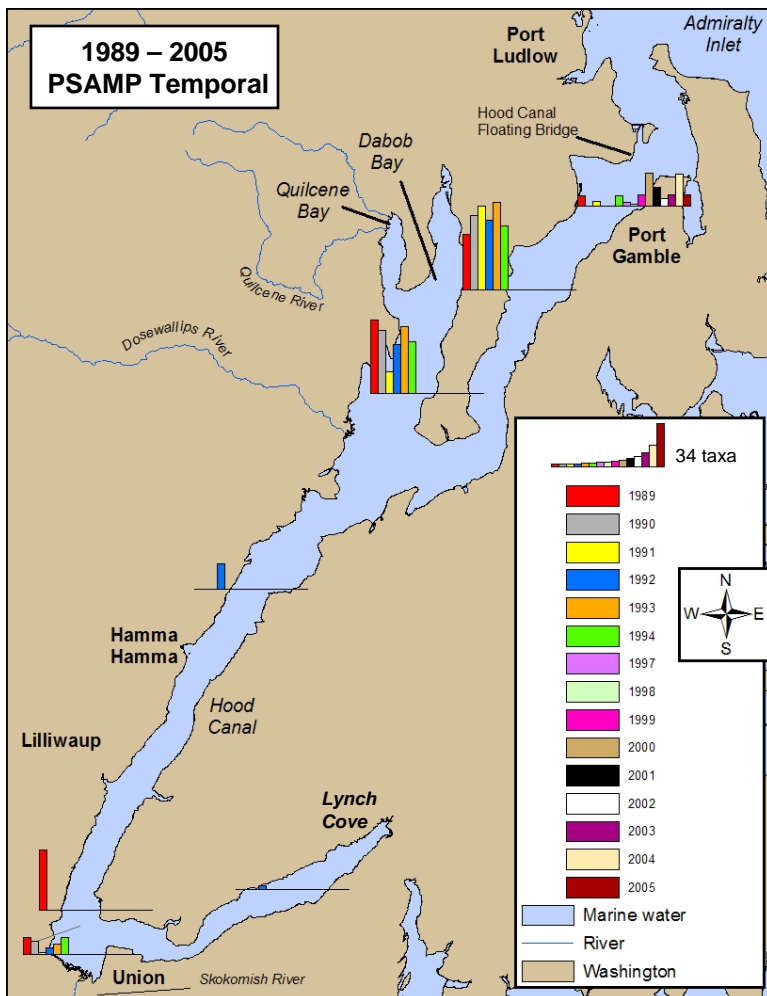 1989 – 2005
PSAMP Temporal
Port
Ludlow
Admiralty
Inlet
Hood Canal
Floating Bridge
Dabob
Bay
Quilcene
Bay
Port
Gamble
Quilcene River
Dosewallips River
34 taxa
1989
1990
1991
1992
1993
1994
1997
1998
1999
2000
2001
2002
2003
2004
2005
Marine water
River
Washington
N
W
E
S
Hamma
Hamma
Hood
Canal
Lilliwaup
Lynch
Cove
Union
Skokomish River